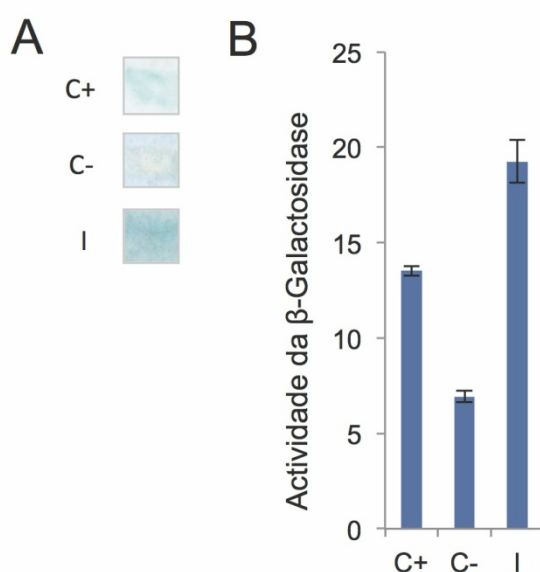 A
C+
C-
I
B
Actividade da β-Galactosidase
25
20
15
10
5
0
C+ C- I